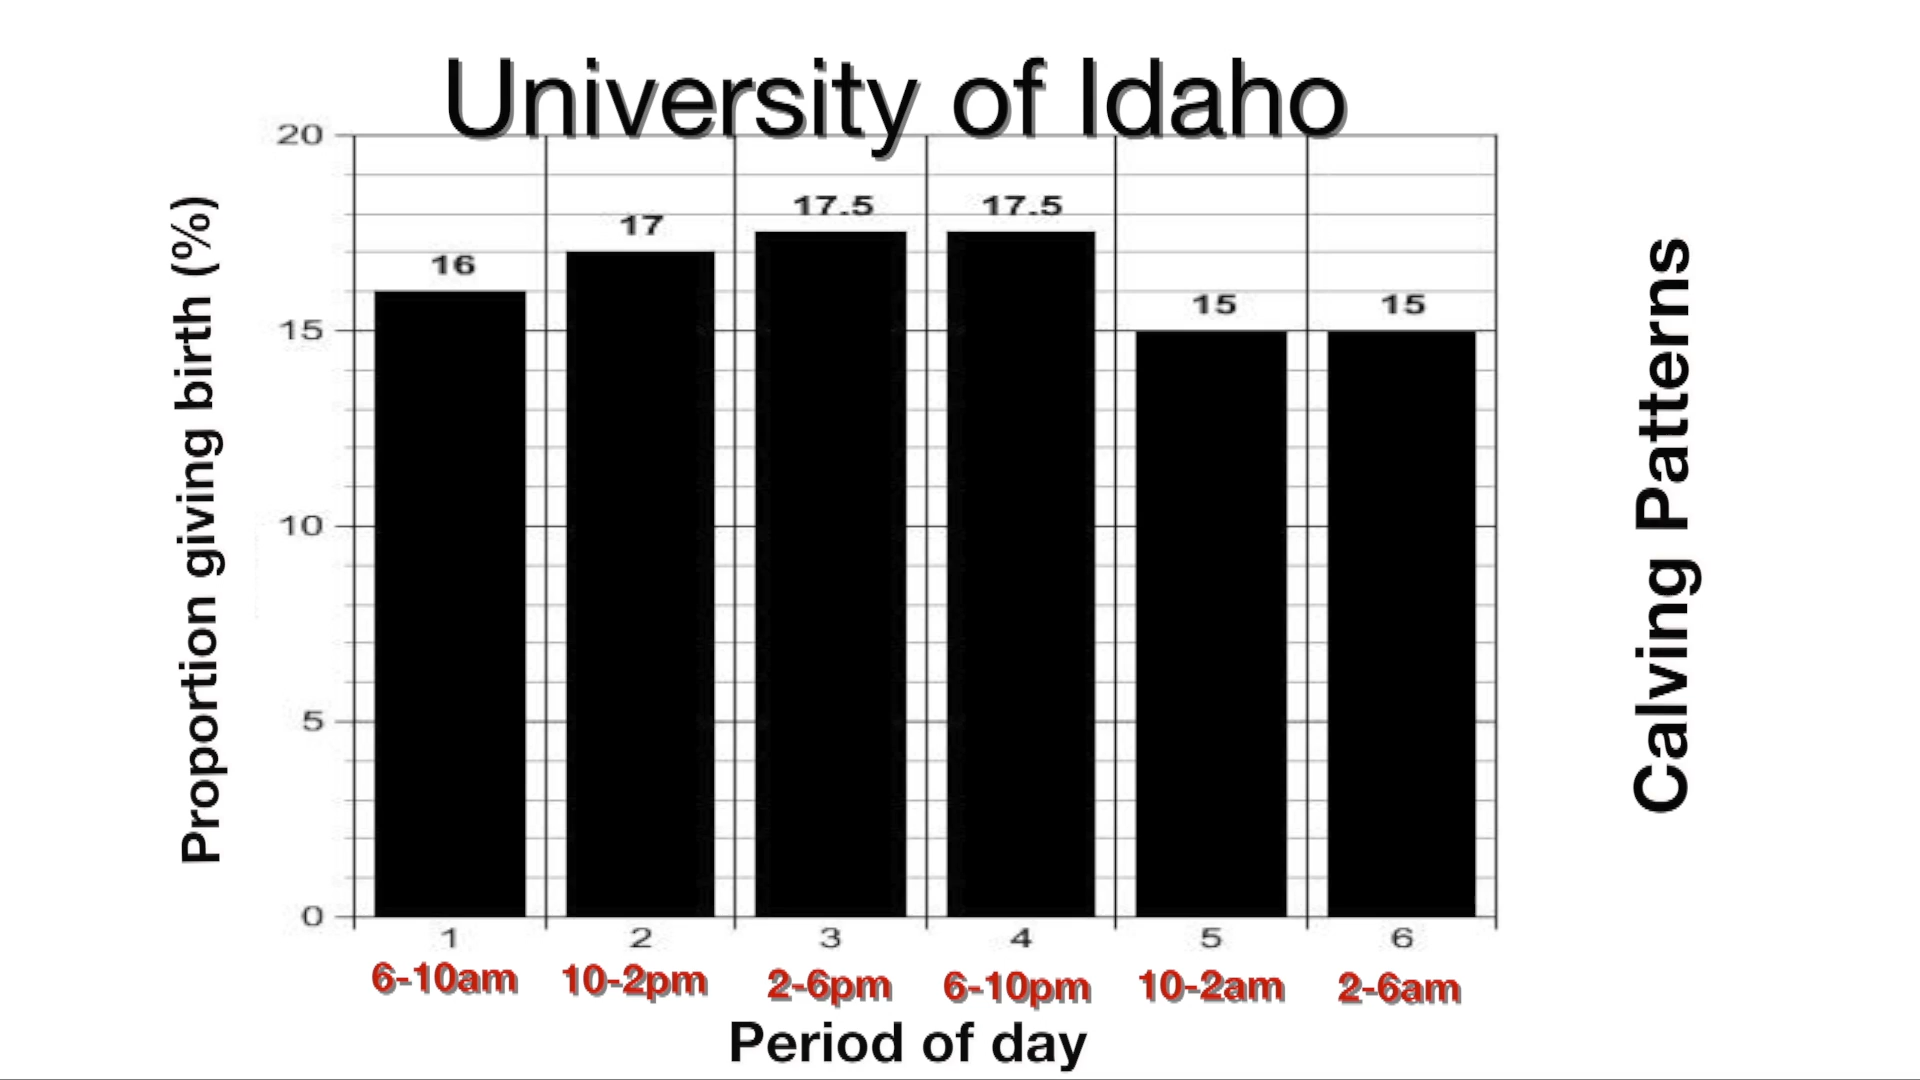 University of Idaho
Proportion giving birth (%)
20
15
10
5
0
16
17
17.5
17.5
15
15
1
2
3
4
5
6
6-10am
10-2pm
2-6pm
6-10pm
10-2am
2-6am
Period of day
Calving Patterns